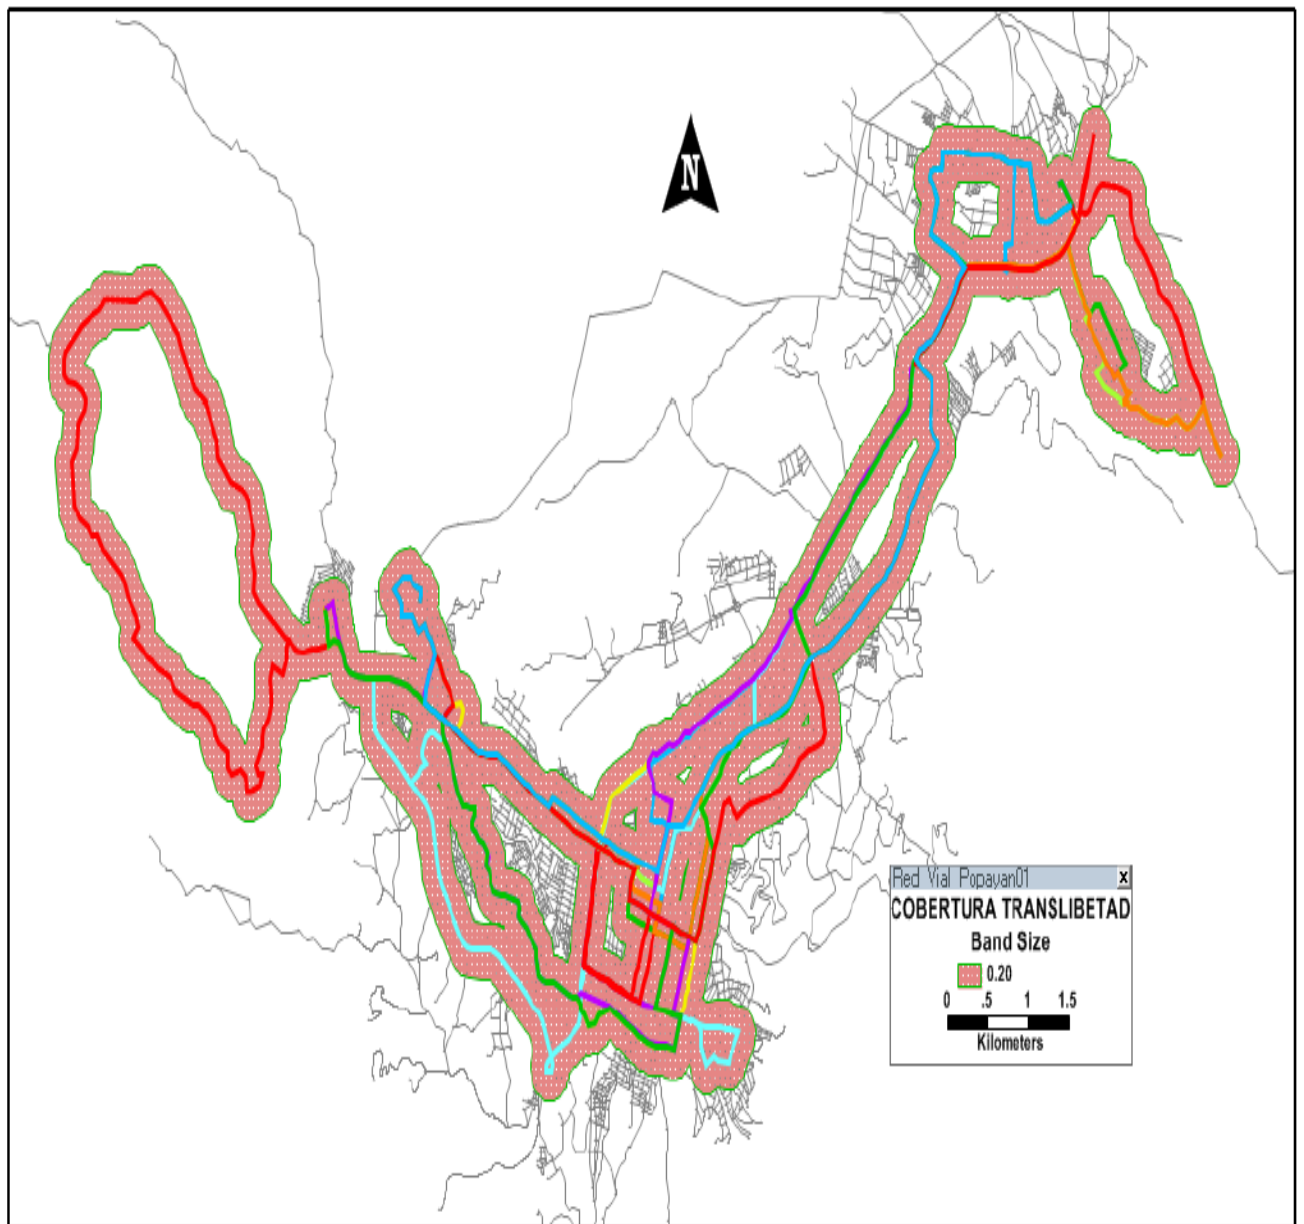 N
Red Vial Popayan01 x
COBERTURA TRANSLIBETAD
Band Size
0.20
0 .5 1 1.5
Kilometers